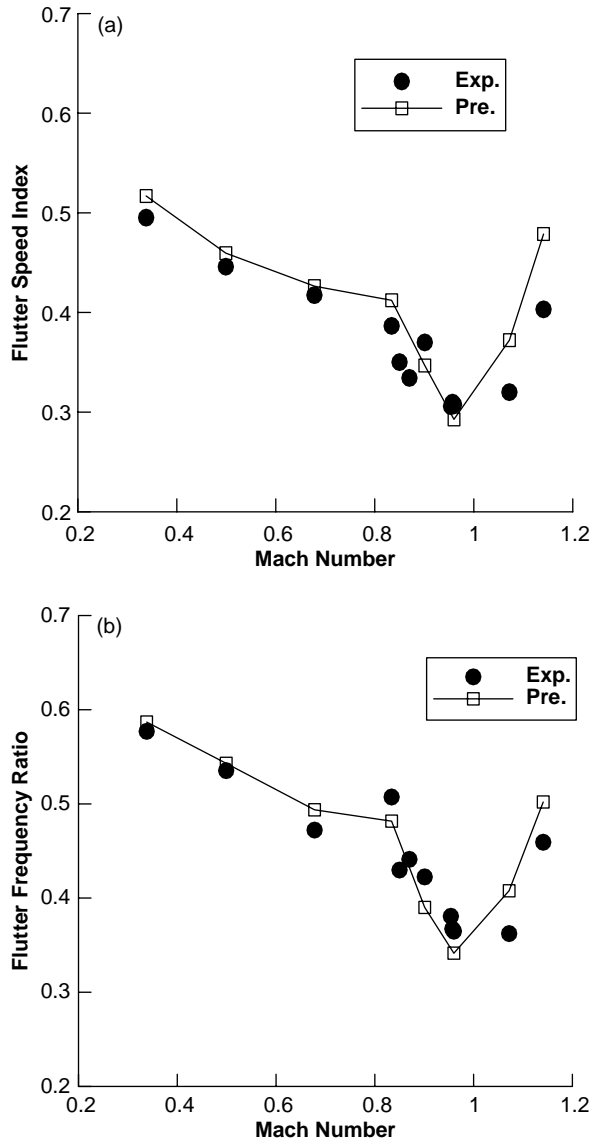 (a)
0.7
0.6
0.5
0.4
0.3
0.2
Flutter Speed Index
Exp.
Pre.
0.2 0.4 0.6 0.8 1 1.2
Mach Number
(b)
0.7
0.6
0.5
0.4
0.3
0.2
Flutter Frequency Ratio
Exp.
Pre.
0.2 0.4 0.6 0.8 1 1.2
Mach Number